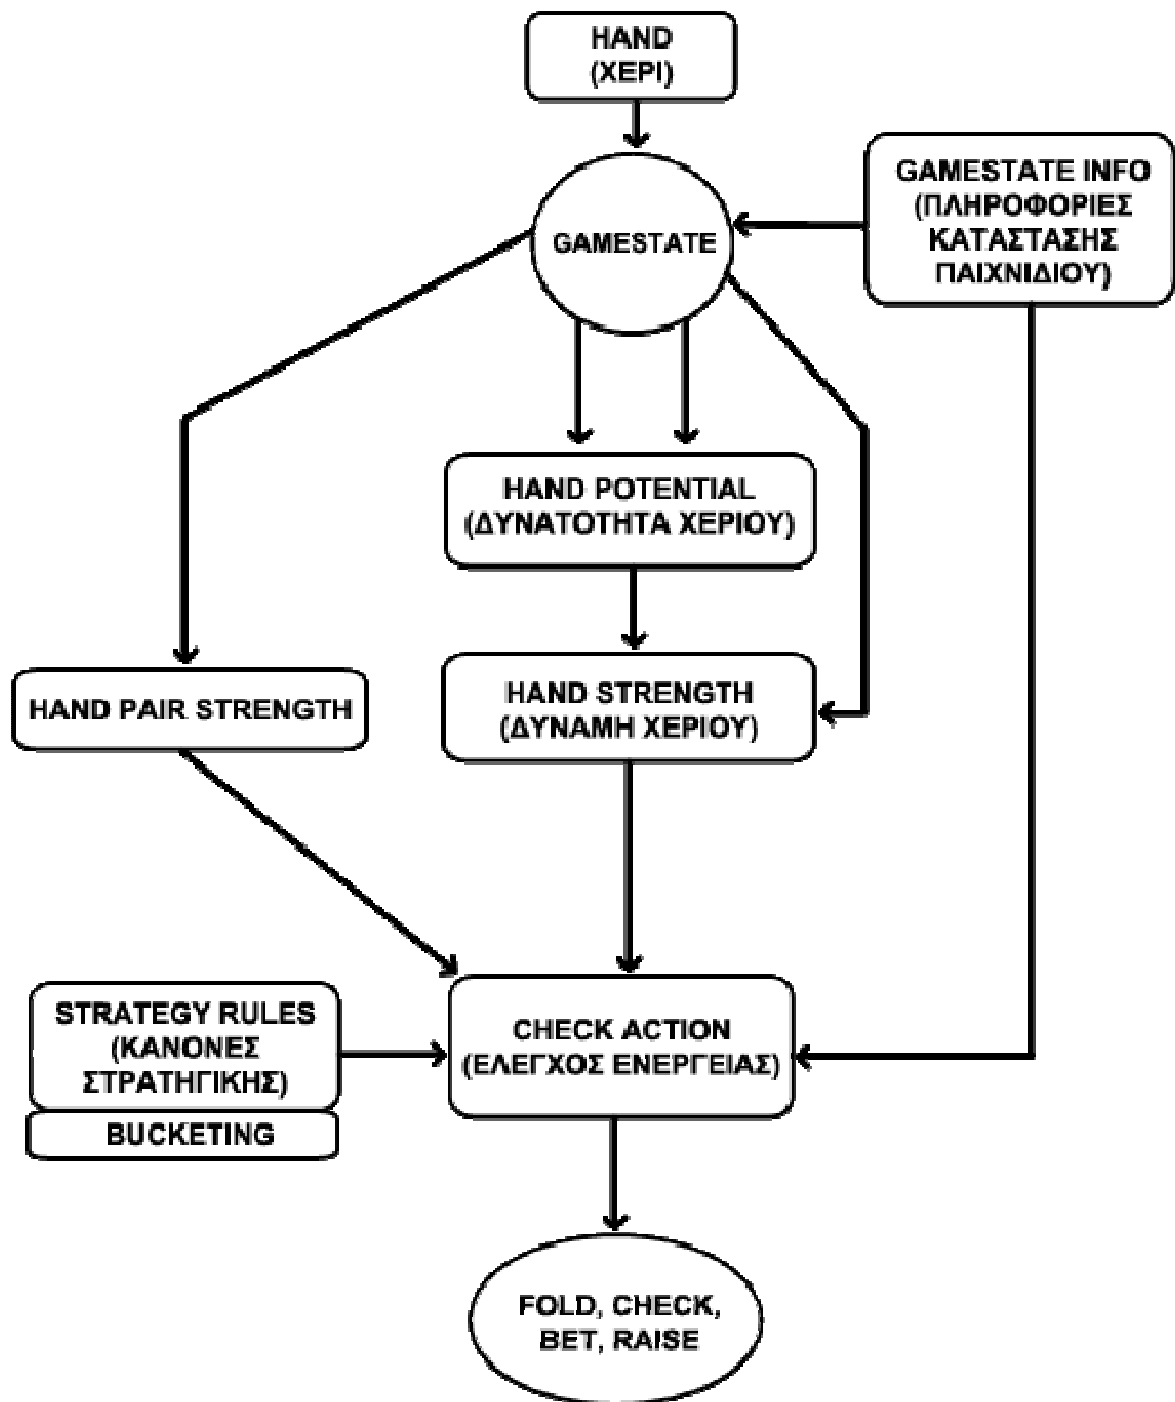 HAND
(ΧΕΡΙ)
GAMESTATE INFO
(ΠΛΗΡΟΦΟΡΙΕΣ
ΚΑΤΑΣΤΑΣΗΣ
ΠΑΙΧΝΙΔΙΟΥ)
GAMESTATE
HAND POTENTIAL
(ΔΥΝΑΤΟΤΗΤΑ ΧΕΡΙΟΥ)
HAND PAIR STRENGTH
HAND STRENGTH
(ΔΥΝΑΜΗ ΧΕΡΙΟΥ)
STRATEGY RULES
(ΚΑΝΟΝΕΣ
ΣΤΡΑΤΗΓΙΚΗΣ)
BUCKETING
CHECK ACTION
(ΕΛΕΓΧΟΣ ΕΝΕΡΓΕΙΑΣ)
FOLD, CHECK,
BET, RAISE